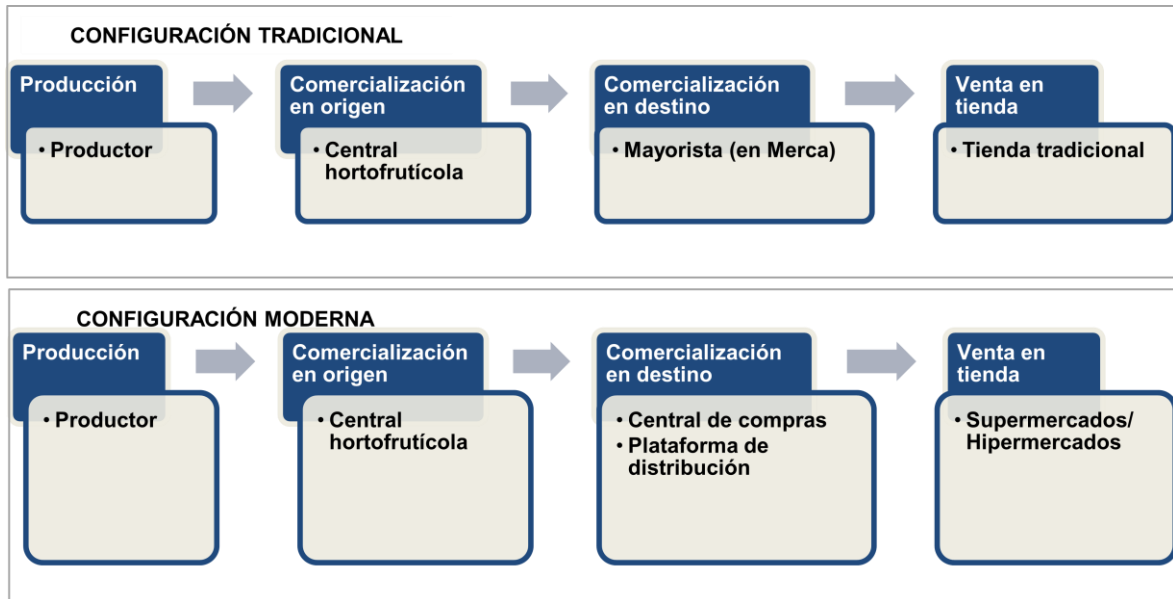 CONFIGURACIÓN TRADICIONAL
Producción
• Productor
Comercialización
en origen
• Central
hortofrutícola
Comercialización
en destino
• Mayorista (en Merca)
Venta en
tienda
• Tienda tradicional
CONFIGURACIÓN MODERNA
Producción
• Productor
Comercialización
en origen
• Central
hortofrutícola
Comercialización
en destino
• Central de compras
• Plataforma de
distribución
Venta en
tienda
• Supermercados/
Hipermercados